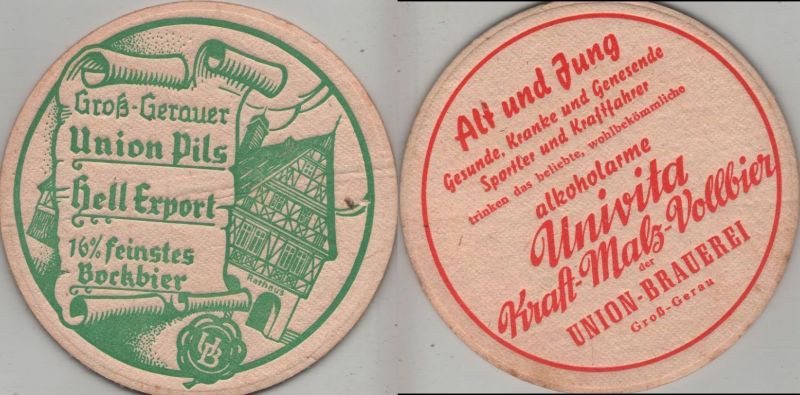 Groß-Gerauer
Union Pils
Hell Export
16% feinstes
Bockbier
Rathaus
UB
Alt und Jung
Gesunde, Kranke und Genesende
Sportler und Kraftfahrer
trinken das beliebte, wohlbekömmliche
alkoholarme
Univita
Kraft-Malz-Vollbier
der
UNION-BRAUEREI
Groß-Gerau